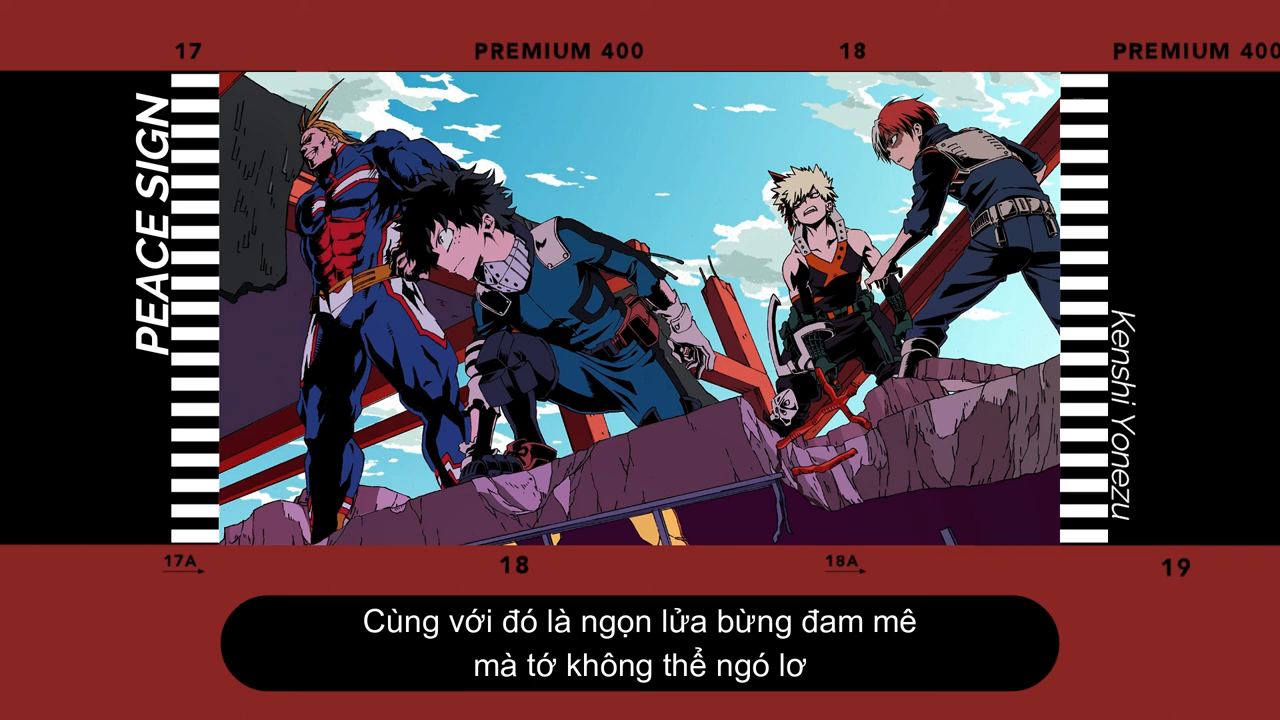 17
PREMIUM 400
18
PREMIUM 400
PEACE SIGN
Kenshi Yonezu
17A
18
18A
19
Cùng với đó là ngọn lửa bừng đam mê
mà tớ không thể ngó lơ